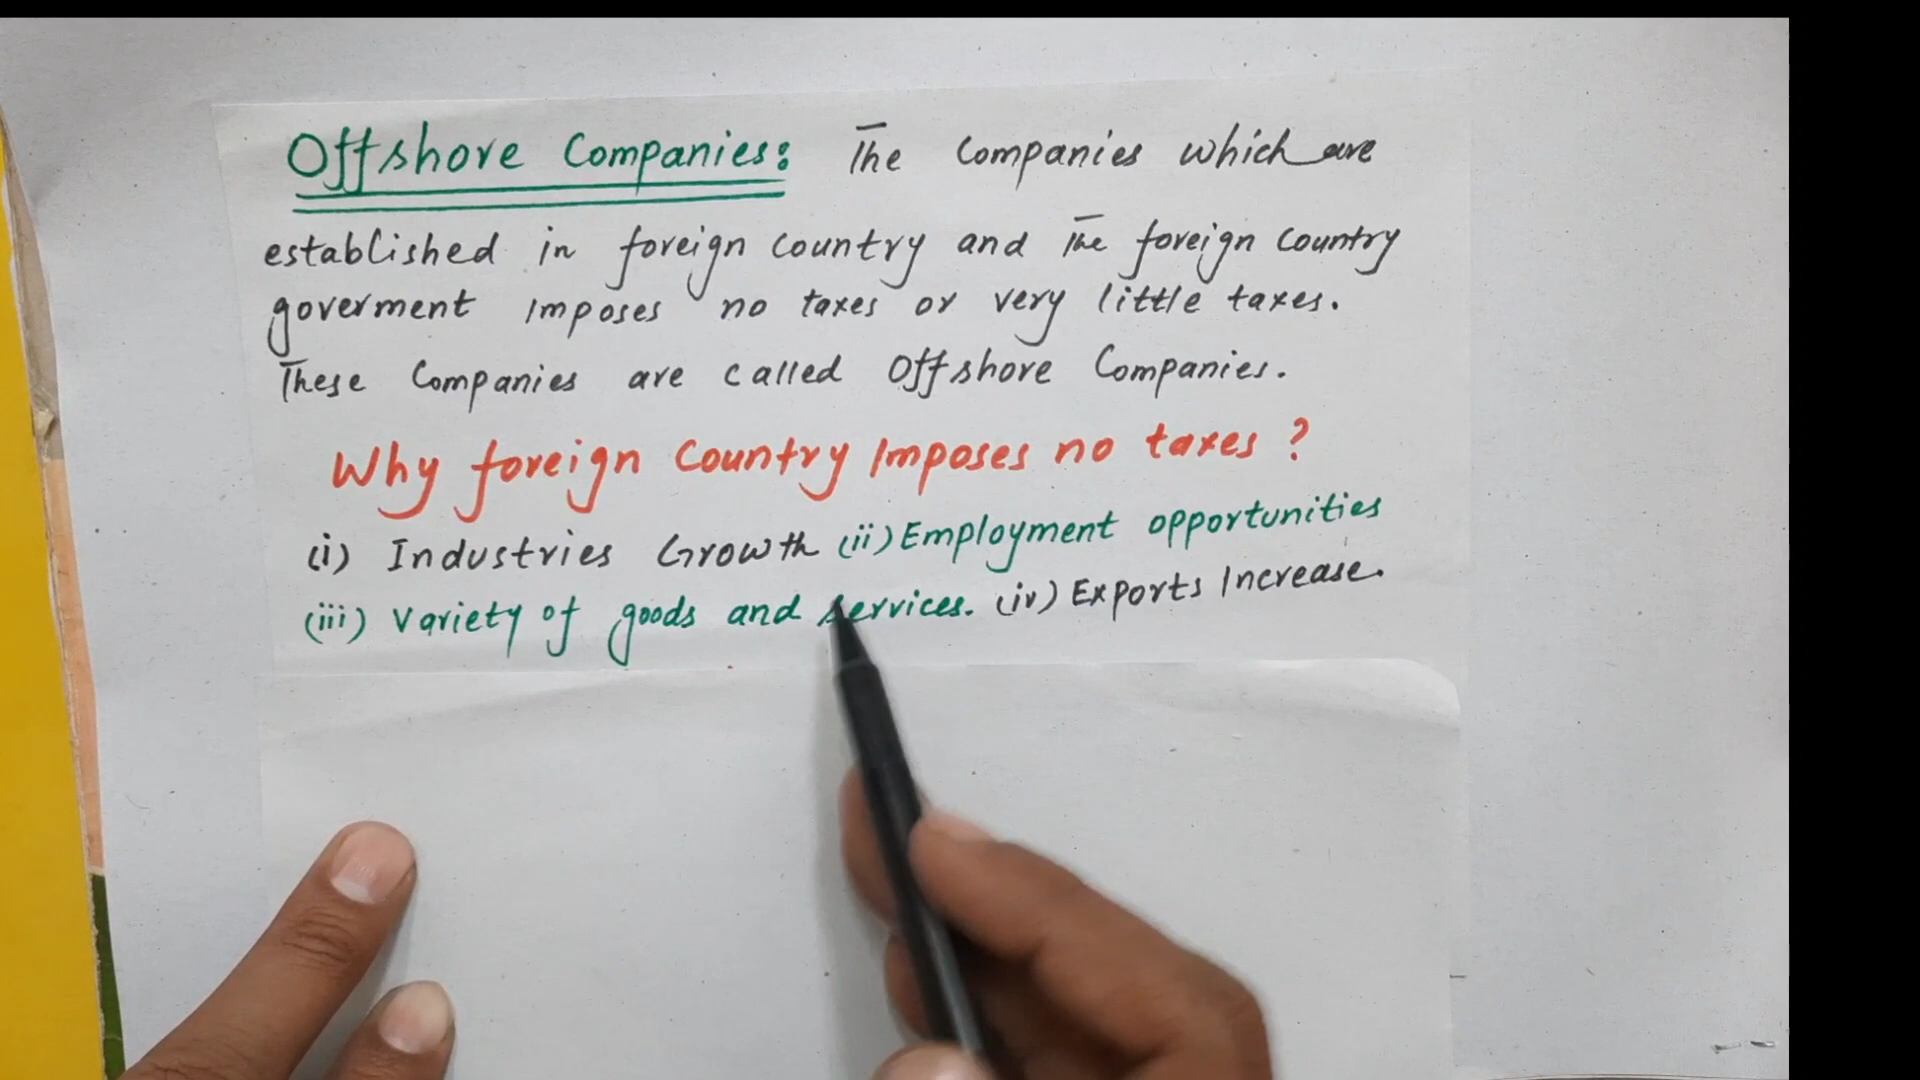 Offshore Companies: The Companies which are
established in foreign country and The foreign country
goverment imposes no taxes or very little taxes.
These Companies are called Offshore Companies.
Why foreign Country Imposes no taxes ?
(i) Industries Growth (ii) Employment opportunities
(iii) Variety of goods and services. (iv) Exports Increase.